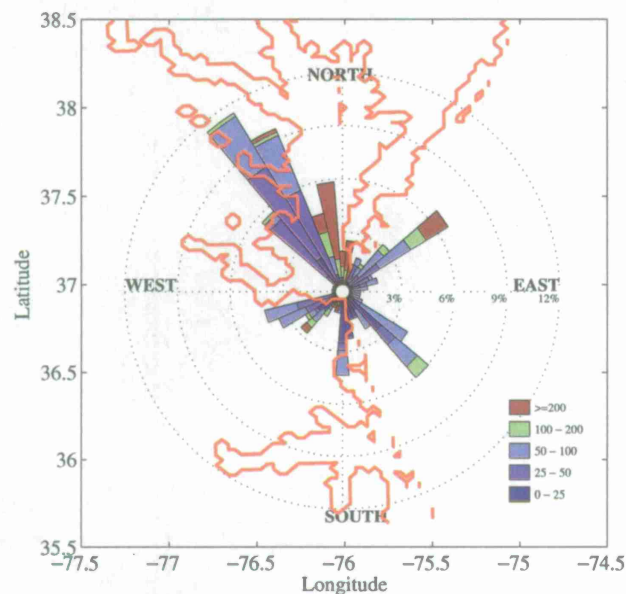 38.5
NORTH
38
37.5
Latitude
37
WEST
EAST
3%
6%
9%
12%
36.5
>=200
100 – 200
50 – 100
25 – 50
0 – 25
36
SOUTH
35.5
−77.5
−77
−76.5
−76
−75.5
−75
−74.5
Longitude